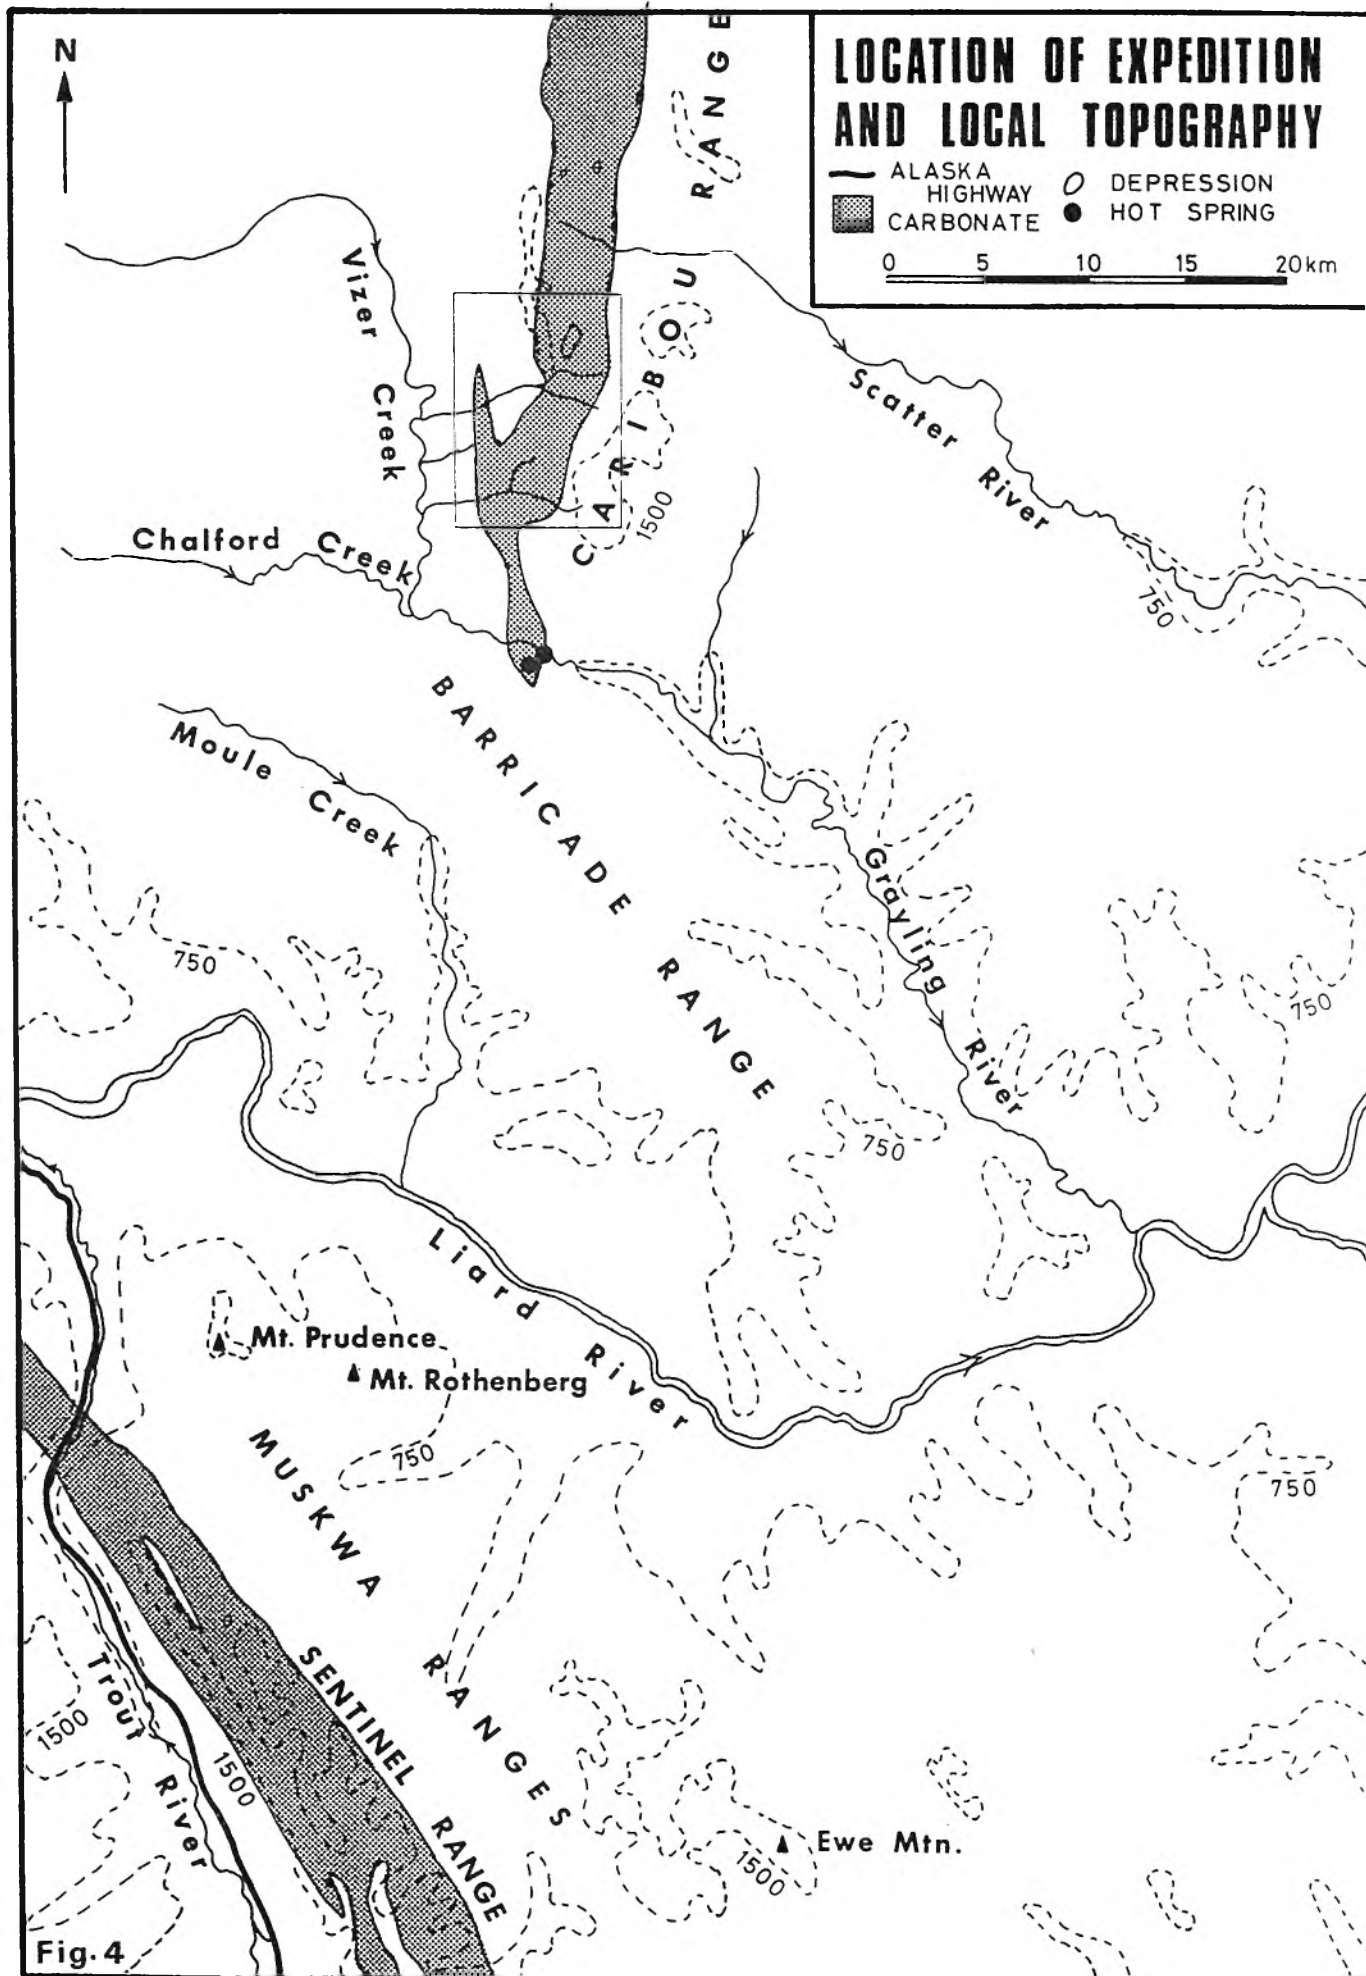 N
LOCATION OF EXPEDITION
AND LOCAL TOPOGRAPHY
ALASKA
HIGHWAY
CARBONATE
DEPRESSION
HOT SPRING
0 5 10 15 20km
CARIBOU RANGE
Vizer Creek
Scatter River
1500
Chalford Creek
750
BARRICADE RANGE
Moule Creek
Grayling River
750
750
750
Liard River
Mt. Prudence
Mt. Rothenberg
750
750
MUSKWA RANGES
SENTINEL RANGE
Trout River
1500
1500
Ewe Mtn.
1500
Fig. 4